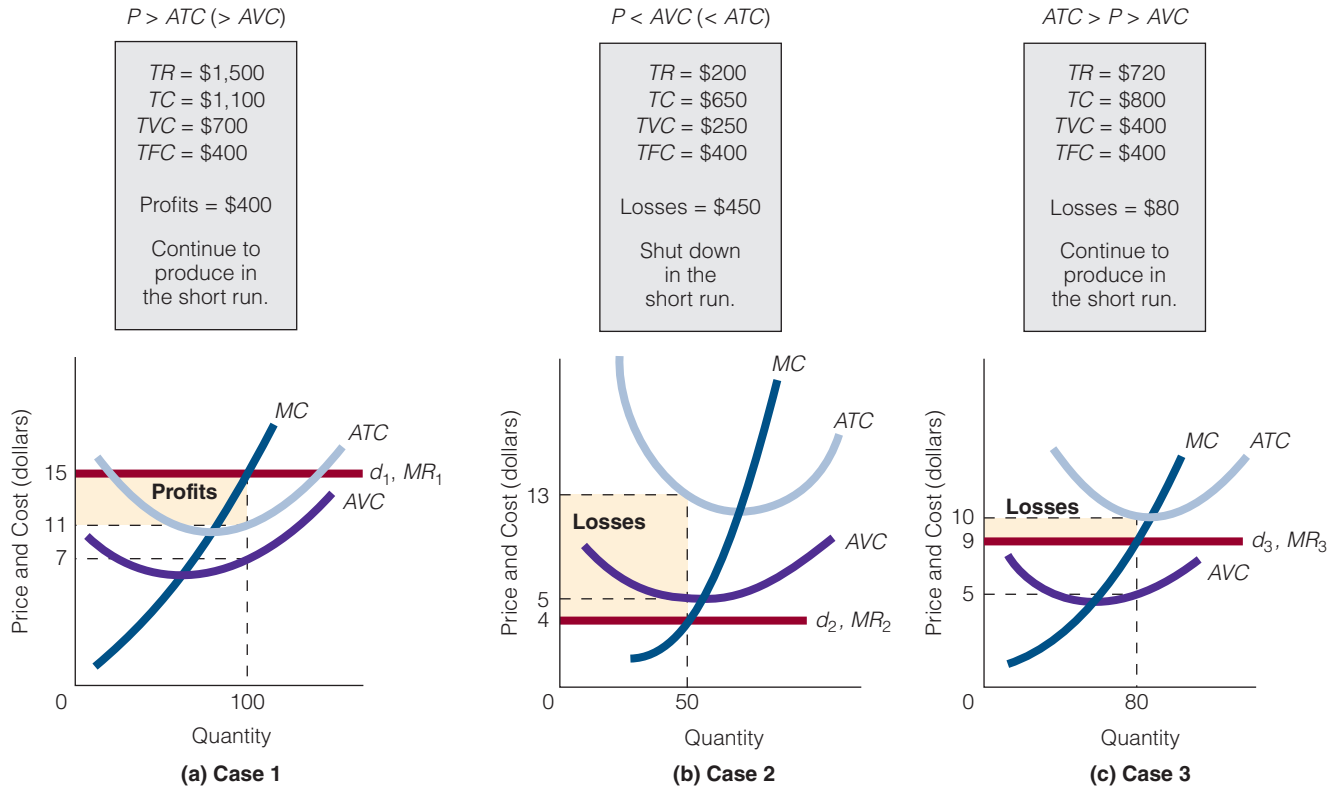 P > ATC (> AVC)
TR = $1,500
TC = $1,100
TVC = $700
TFC = $400
Profits = $400
Continue to
produce in
the short run.
Price and Cost (dollars)
15
11
7
0
100
Profits
MC
ATC
d1, MR1
AVC
Quantity
(a) Case 1
P < AVC (< ATC)
TR = $200
TC = $650
TVC = $250
TFC = $400
Losses = $450
Shut down
in the
short run.
Price and Cost (dollars)
13
5
4
0
50
Losses
MC
ATC
AVC
d2, MR2
Quantity
(b) Case 2
ATC > P > AVC
TR = $720
TC = $800
TVC = $400
TFC = $400
Losses = $80
Continue to
produce in
the short run.
Price and Cost (dollars)
10
9
5
0
80
Losses
MC
ATC
d3, MR3
AVC
Quantity
(c) Case 3